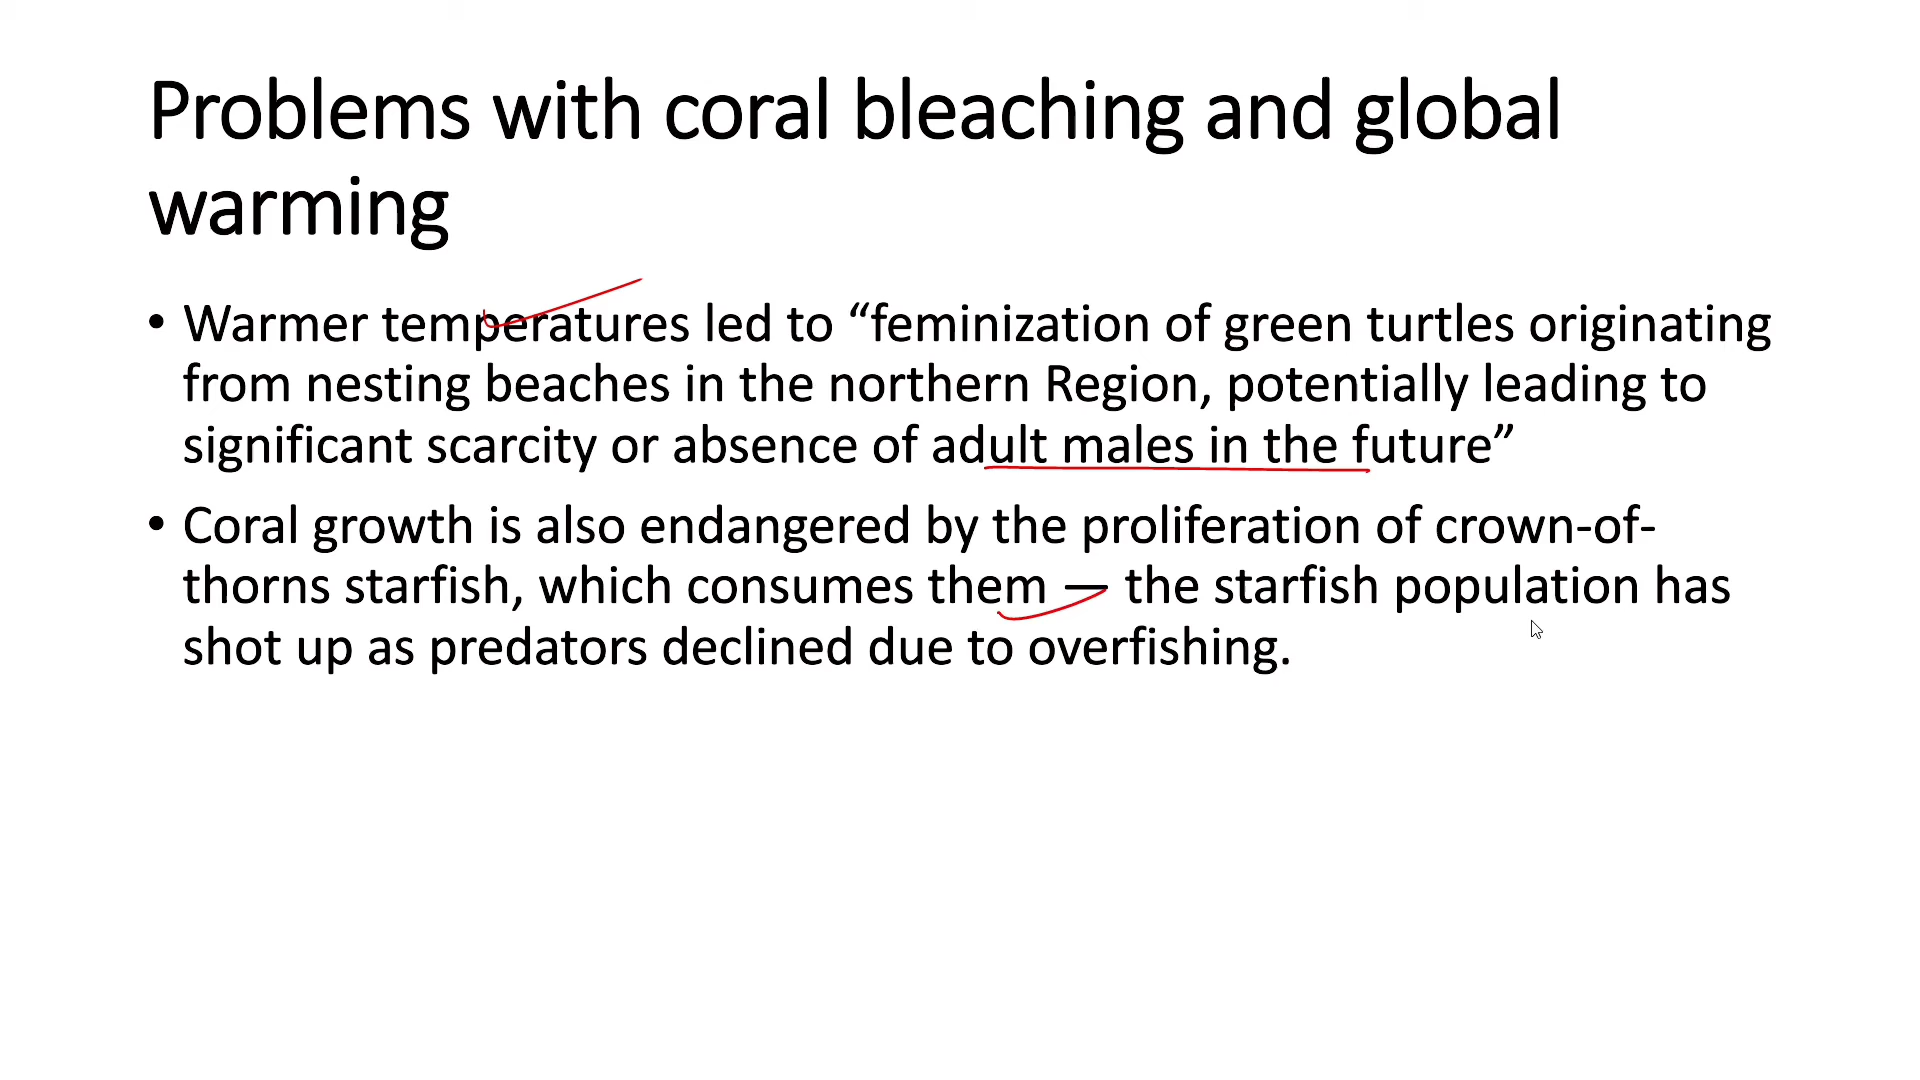 Problems with coral bleaching and global
warming
• Warmer temperatures led to “feminization of green turtles originating
from nesting beaches in the northern Region, potentially leading to
significant scarcity or absence of adult males in the future”
• Coral growth is also endangered by the proliferation of crown-of-
thorns starfish, which consumes them — the starfish population has
shot up as predators declined due to overfishing.